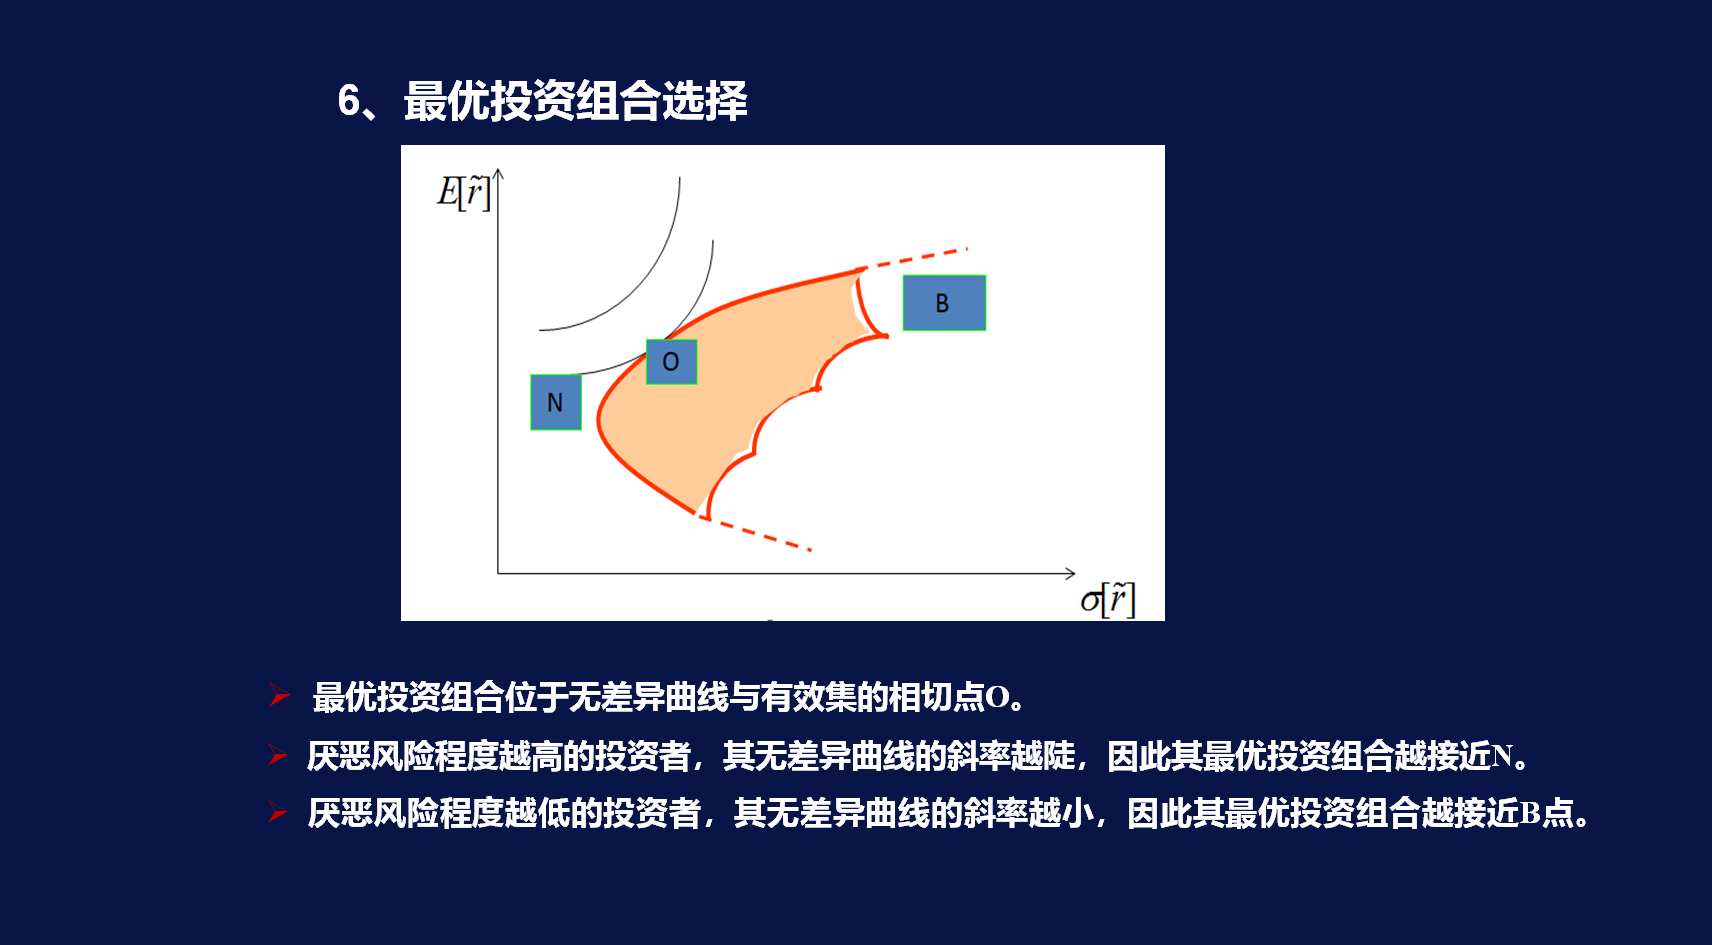 6、最优投资组合选择
E[r̃]
B
O
N
σ[r̃]
最优投资组合位于无差异曲线与有效集的相切点O。
厌恶风险程度越高的投资者，其无差异曲线的斜率越陡，因此其最优投资组合越接近N。
厌恶风险程度越低的投资者，其无差异曲线的斜率越小，因此其最优投资组合越接近B点。